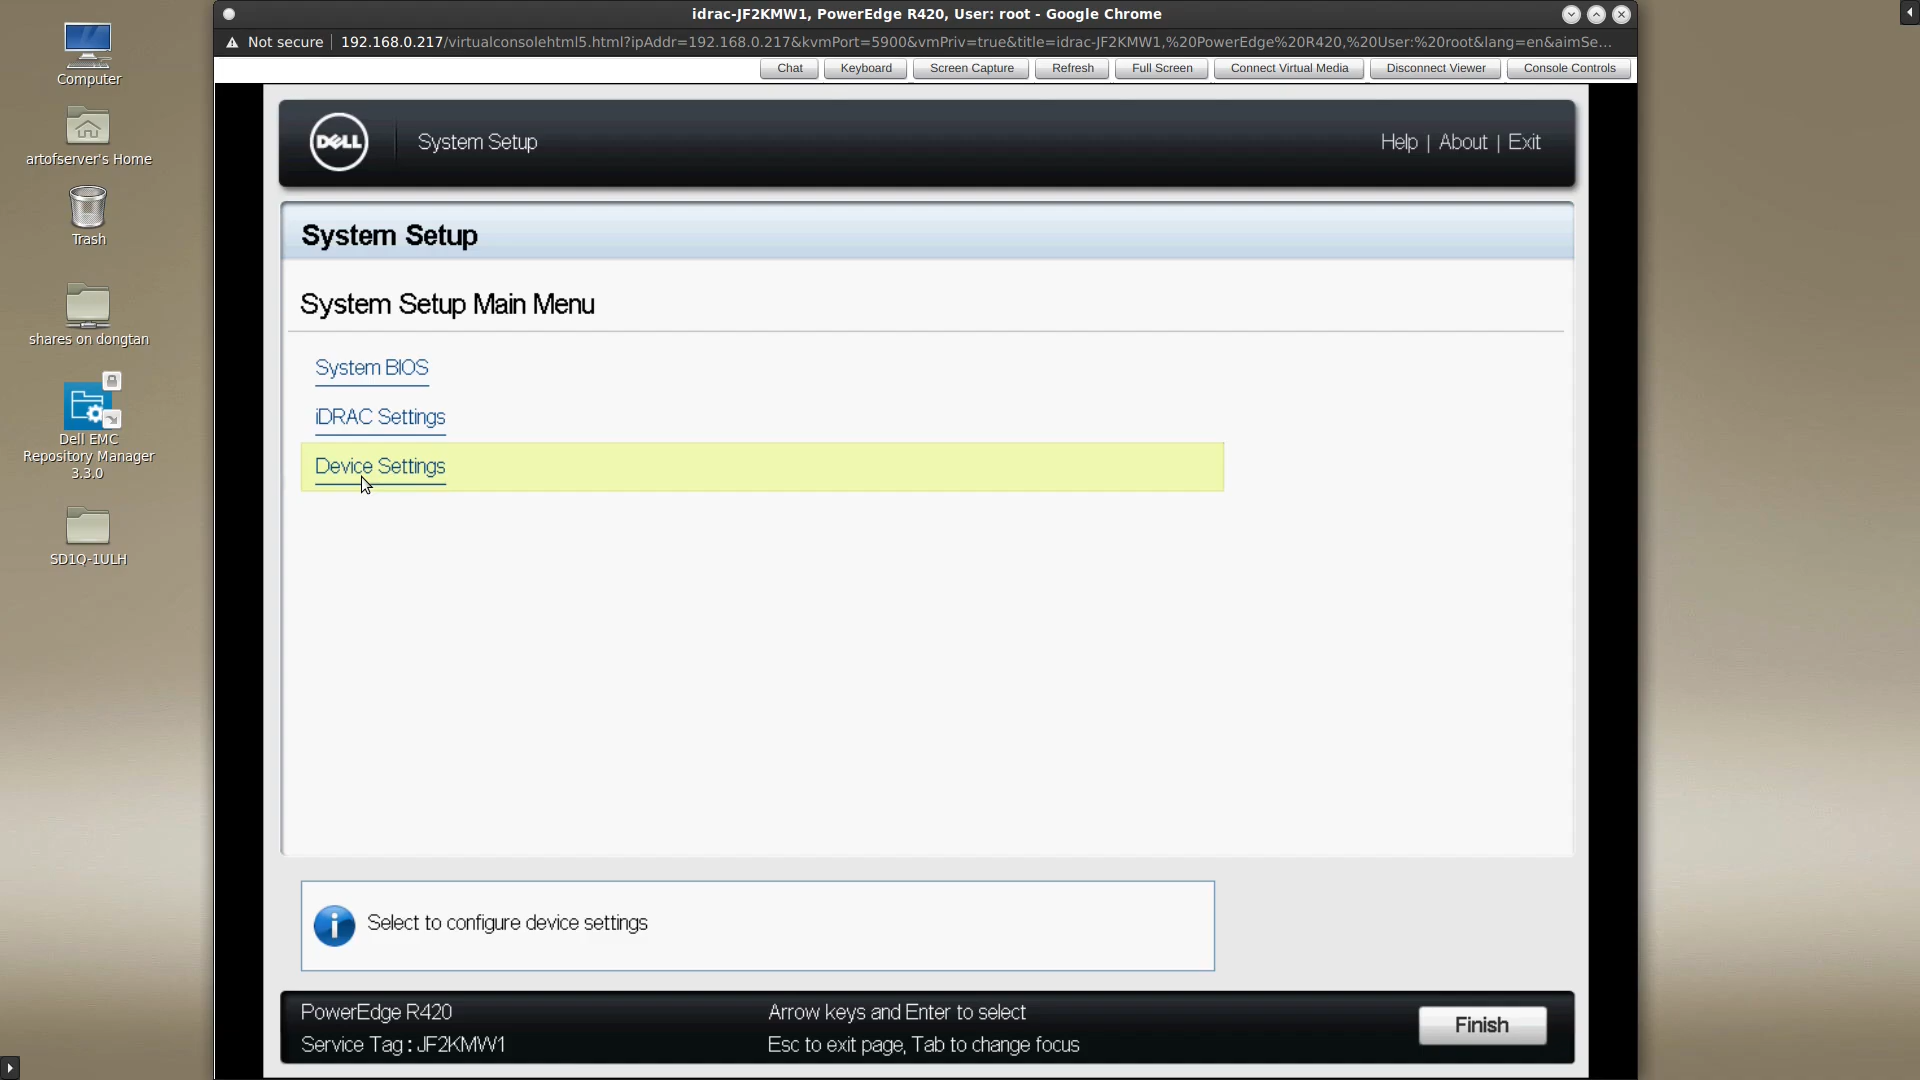 idrac-JF2KMW1, PowerEdge R420, User: root - Google Chrome
Not secure | 192.168.0.217/virtualconsolehtml5.html?ipAddr=192.168.0.217&kvmPort=5900&vmPriv=true&title=idrac-JF2KMW1,%20PowerEdge%20R420,%20User:%20root&lang=en&aimSe...
Chat Keyboard Screen Capture Refresh Full Screen Connect Virtual Media Disconnect Viewer Console Controls
Computer
artofserver's Home
Trash
shares on dongtan
Dell EMC
Repository Manager
3.3.0
SD1Q-1ULH
DELL
System Setup
Help | About | Exit
System Setup
System Setup Main Menu
System BIOS
iDRAC Settings
Device Settings
i
Select to configure device settings
PowerEdge R420
Service Tag : JF2KMW1
Arrow keys and Enter to select
Esc to exit page, Tab to change focus
Finish